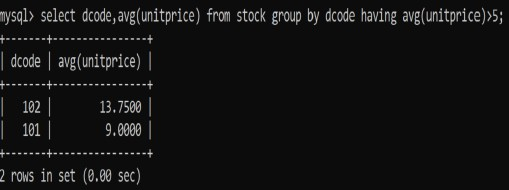 mysql> select dcode,avg(unitprice) from stock group by dcode having avg(unitprice)>5;
+-------+----------------+
| dcode | avg(unitprice) |
+-------+----------------+
|   102 |        13.7500 |
|   101 |         9.0000 |
+-------+----------------+
2 rows in set (0.00 sec)